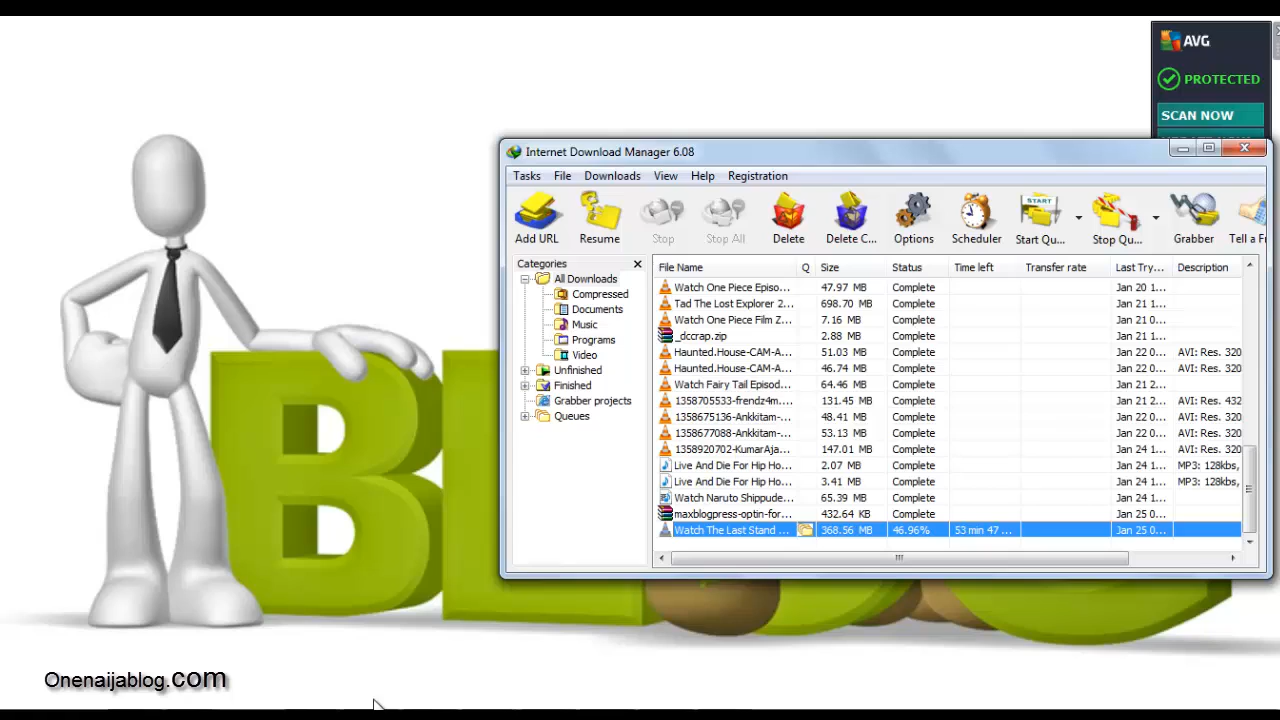 AVG
PROTECTED
SCAN NOW
Internet Download Manager 6.08
Tasks File Downloads View Help Registration
Add URL Resume Stop Stop All Delete Delete C... Options Scheduler Start Qu... Stop Qu... Grabber Tell a F
Categories
All Downloads
Compressed
Documents
Music
Programs
Video
Unfinished
Finished
Grabber projects
Queues
File Name Q Size Status Time left Transfer rate Last Try... Description
Watch One Piece Episo... 47.97 MB Complete Jan 20 1...
Tad The Lost Explorer 2... 698.70 MB Complete Jan 21 1...
Watch One Piece Film Z... 7.16 MB Complete Jan 21 1...
_dccrap.zip 2.88 MB Complete Jan 21 1...
Haunted.House-CAM-A... 51.03 MB Complete Jan 22 0... AVI: Res. 320
Haunted.House-CAM-A... 46.74 MB Complete Jan 22 0... AVI: Res. 320
Watch Fairy Tail Episod... 64.46 MB Complete Jan 21 2...
1358705533-frendz4m.... 131.45 MB Complete Jan 21 2... AVI: Res. 432
1358675136-Ankkitam-... 48.41 MB Complete Jan 22 0... AVI: Res. 320
1358677088-Ankkitam-... 53.13 MB Complete Jan 22 0... AVI: Res. 320
1358920702-KumarAja... 147.01 MB Complete Jan 24 1... AVI: Res. 320
Live And Die For Hip Ho... 2.07 MB Complete Jan 24 1... MP3: 128kbs,
Live And Die For Hip Ho... 3.41 MB Complete Jan 24 1... MP3: 128kbs,
Watch Naruto Shippude... 65.39 MB Complete Jan 24 1...
maxblogpress-optin-for... 432.64 KB Complete Jan 25 0...
Watch The Last Stand ... 368.56 MB 46.96% 53 min 47 ... Jan 25 0...
Onenaijablog.com